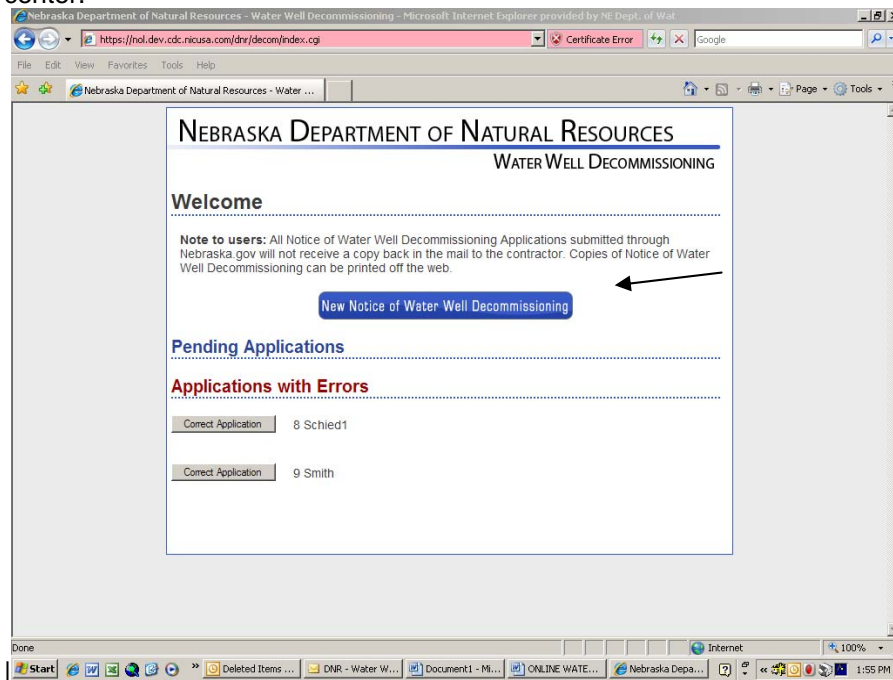 center.
Nebraska Department of Natural Resources - Water Well Decommissioning - Microsoft Internet Explorer provided by NE Dept. of Wat
https://nol.dev.cdc.nicusa.com/dnr/decom/index.cgi Certificate Error Google
File Edit View Favorites Tools Help
Nebraska Department of Natural Resources - Water ... Page Tools
NEBRASKA DEPARTMENT OF NATURAL RESOURCES
WATER WELL DECOMMISSIONING
Welcome
Note to users: All Notice of Water Well Decommissioning Applications submitted through
Nebraska.gov will not receive a copy back in the mail to the contractor. Copies of Notice of Water
Well Decommissioning can be printed off the web.
New Notice of Water Well Decommissioning
Pending Applications
Applications with Errors
Correct Application 8 Schied1
Correct Application 9 Smith
Done Internet 100%
Start Deleted Items ... DNR - Water W... Document1 - Mi... ONLINE WATE... Nebraska Depa... 1:55 PM